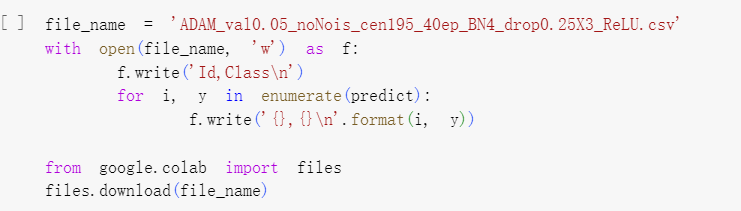 [ ] file_name = 'ADAM_val0.05_noNois_cen195_40ep_BN4_drop0.25X3_ReLU.csv'
with open(file_name, 'w') as f:
f.write('Id,Class\n')
for i, y in enumerate(predict):
f.write('{},{}\n'.format(i, y))
from google.colab import files
files.download(file_name)